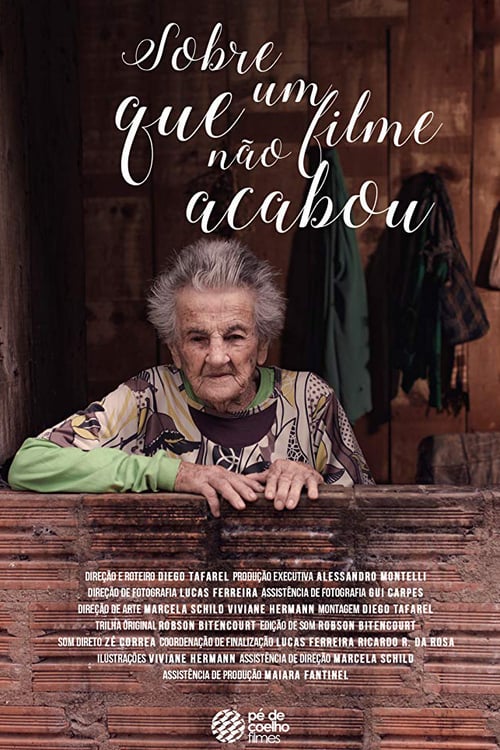 Sobre
um
que filme
não
acabou
DIREÇÃO E ROTEIRO DIEGO TAFAREL PRODUÇÃO EXECUTIVA ALESSANDRO MONTELLI
DIREÇÃO DE FOTOGRAFIA LUCAS FERREIRA ASSISTÊNCIA DE FOTOGRAFIA GUI CARPES
DIREÇÃO DE ARTE MARCELA SCHILD VIVIANE HERMANN MONTAGEM DIEGO TAFAREL
TRILHA ORIGINAL ROBSON BITENCOURT EDIÇÃO DE SOM ROBSON BITENCOURT
SOM DIRETO ZÉ CORREA COORDENAÇÃO DE FINALIZAÇÃO LUCAS FERREIRA RICARDO R. DA ROSA
ILUSTRAÇÕES VIVIANE HERMANN ASSISTÊNCIA DE DIREÇÃO MARCELA SCHILD
ASSISTÊNCIA DE PRODUÇÃO MAIARA FANTINEL
pé de
coelho
filmes